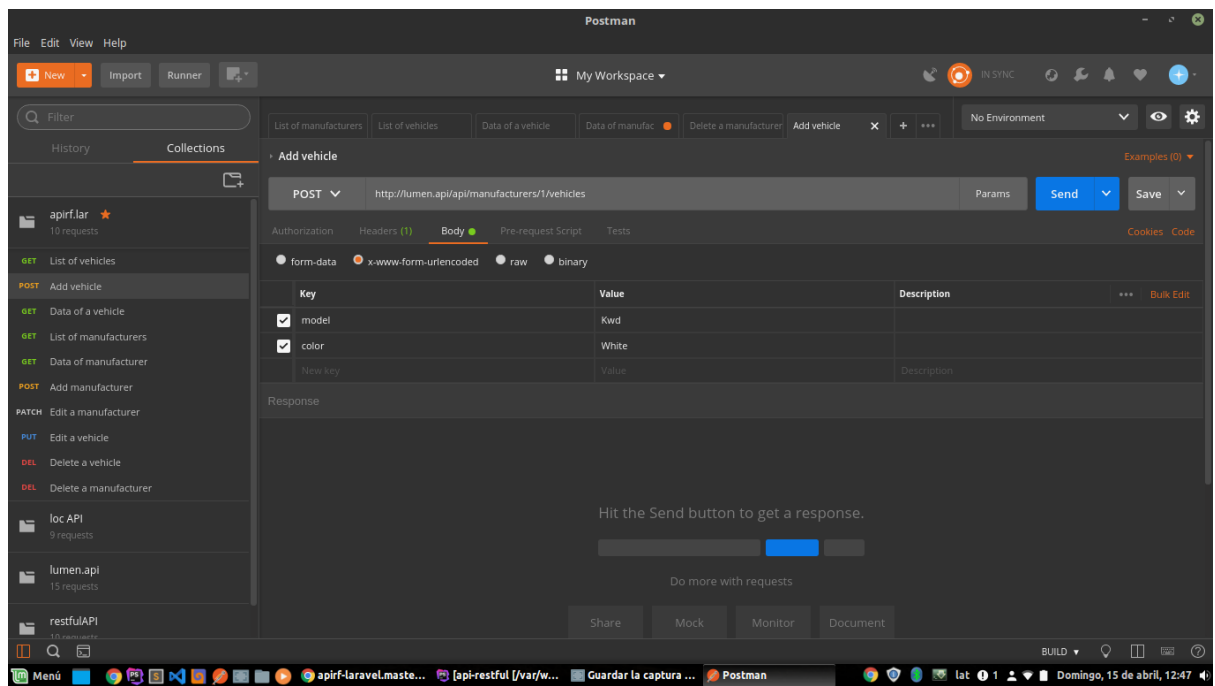 Postman
File Edit View Help
New Import Runner My Workspace IN SYNC
Filter
History Collections
List of manufacturers List of vehicles Data of a vehicle Data of manufac Delete a manufacturer Add vehicle No Environment
Add vehicle Examples (0)
POST http://lumen.api/api/manufacturers/1/vehicles Params Send Save
Authorization Headers (1) Body Pre-request Script Tests Cookies Code
form-data x-www-form-urlencoded raw binary
Key Value Description Bulk Edit
model Kwd
color White
New key Value Description
Response
Hit the Send button to get a response.
Do more with requests
Share Mock Monitor Document
apirf.lar
10 requests
GET List of vehicles
POST Add vehicle
GET Data of a vehicle
GET List of manufacturers
GET Data of manufacturer
POST Add manufacturer
PATCH Edit a manufacturer
PUT Edit a vehicle
DEL Delete a vehicle
DEL Delete a manufacturer
loc API
9 requests
lumen.api
15 requests
restfulAPI
10 requests
BUILD
Menú apirf-laravel.maste... [api-restful [/var/w... Guardar la captura ... Postman lat 1 Domingo, 15 de abril, 12:47